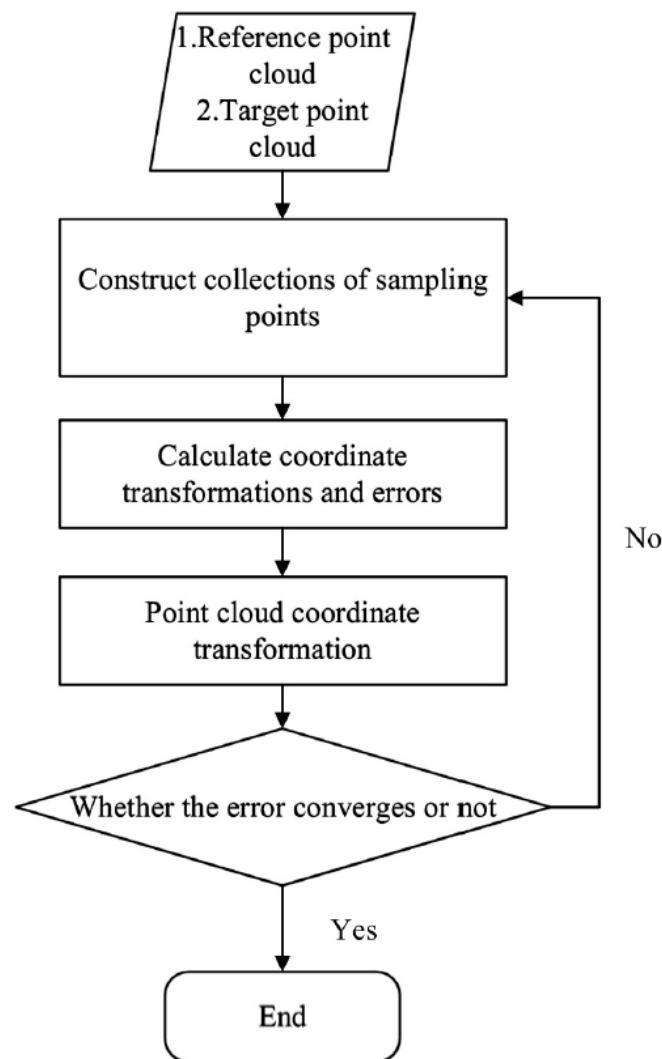 1.Reference point
cloud
2.Target point
cloud
Construct collections of sampling
points
Calculate coordinate
transformations and errors
No
Point cloud coordinate
transformation
Whether the error converges or not
Yes
End